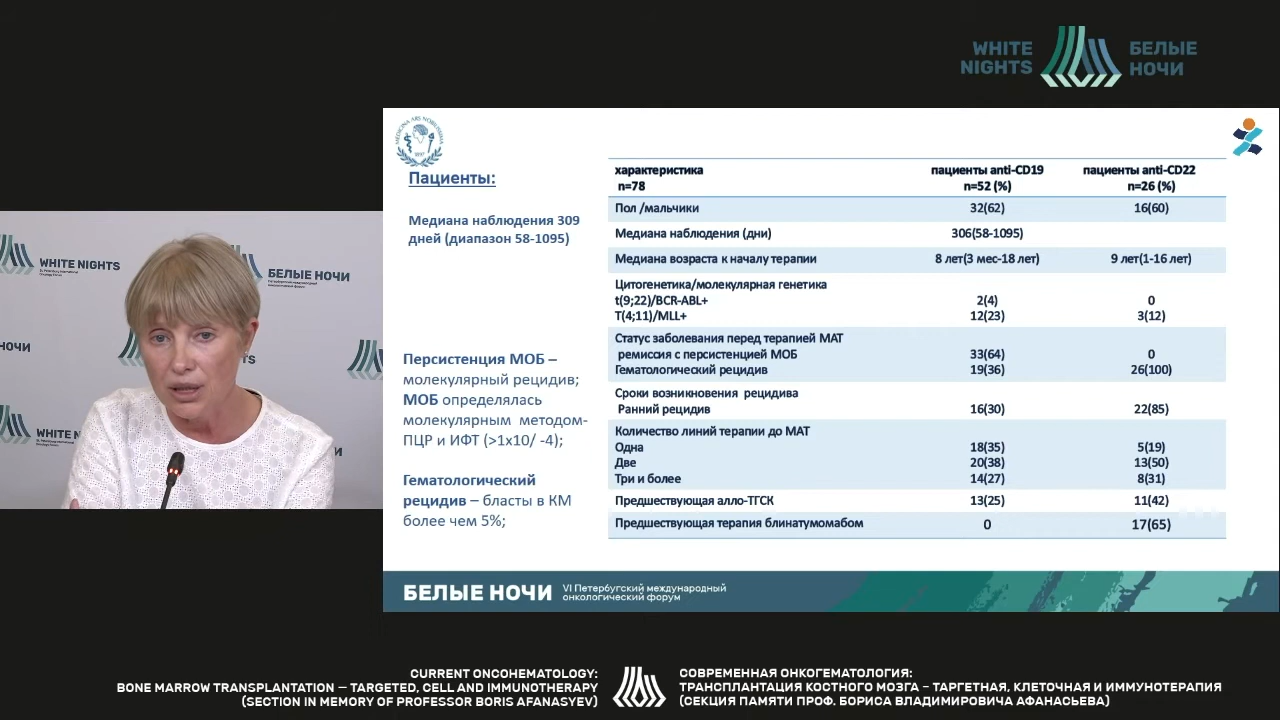 WHITE
NIGHTS
БЕЛЫЕ
НОЧИ
MEDICINA ARS NOBILISSIMA
Пациенты:
Медиана наблюдения 309
дней (диапазон 58-1095)
Персистенция МОБ –
молекулярный рецидив;
МОБ определялась
молекулярным методом-
ПЦР и ИФТ (>1x10/ -4);
Гематологический
рецидив – бласты в КМ
более чем 5%;
характеристика пациенты anti-CD19 пациенты anti-CD22
n=78 n=52 (%) n=26 (%)
Пол /мальчики 32(62) 16(60)
Медиана наблюдения (дни) 306(58-1095)
Медиана возраста к началу терапии 8 лет(3 мес-18 лет) 9 лет(1-16 лет)
Цитогенетика/молекулярная генетика
t(9;22)/BCR-ABL+ 2(4) 0
T(4;11)/MLL+ 12(23) 3(12)
Статус заболевания перед терапией МАТ
ремиссия с персистенцией МОБ 33(64) 0
Гематологический рецидив 19(36) 26(100)
Сроки возникновения рецидива
Ранний рецидив 16(30) 22(85)
Количество линий терапии до МАТ
Одна 18(35) 5(19)
Две 20(38) 13(50)
Три и более 14(27) 8(31)
Предшествующая алло-ТГСК 13(25) 11(42)
Предшествующая терапия блинатумомабом 0 17(65)
WHITE NIGHTS
БЕЛЫЕ НОЧИ
НОЧИ
TS
WHITE N
БЕЛЫЕ НОЧИ
VI Петербургский международный
онкологический форум
CURRENT ONCOHEMATOLOGY:
BONE MARROW TRANSPLANTATION – TARGETED, CELL AND IMMUNOTHERAPY
(SECTION IN MEMORY OF PROFESSOR BORIS AFANASYEV)
СОВРЕМЕННАЯ ОНКОГЕМАТОЛОГИЯ:
ТРАНСПЛАНТАЦИЯ КОСТНОГО МОЗГА – ТАРГЕТНАЯ, КЛЕТОЧНАЯ И ИММУНОТЕРАПИЯ
(СЕКЦИЯ ПАМЯТИ ПРОФ. БОРИСА ВЛАДИМИРОВИЧА АФАНАСЬЕВА)